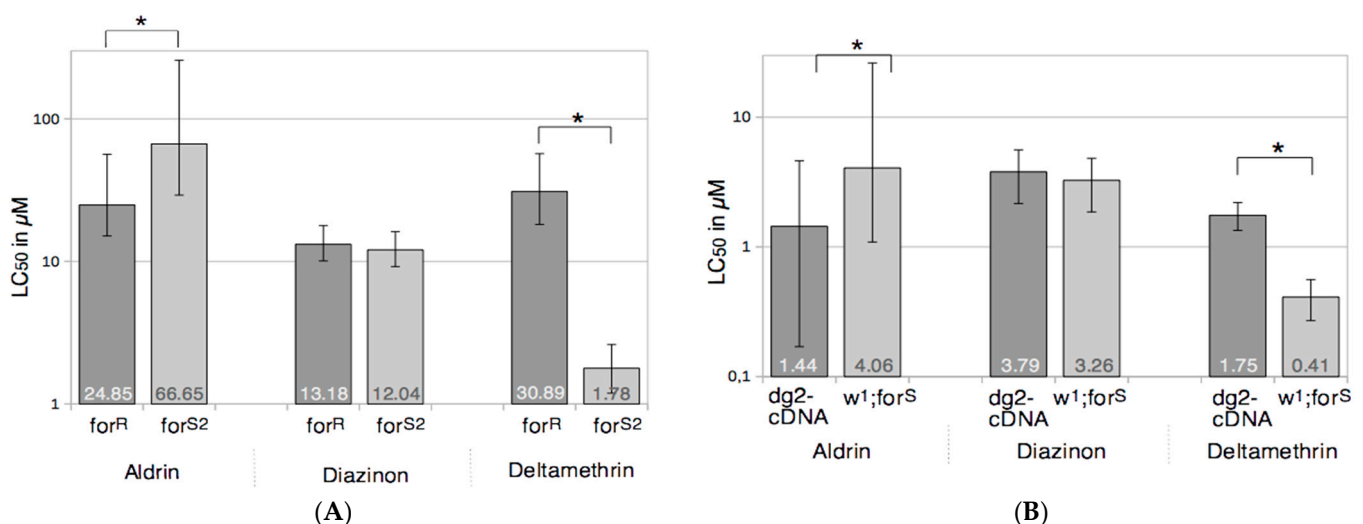 *
*
100
10
1
LC50 in µM
24.85 66.65 13.18 12.04 30.89 1.78
forR forS2 forR forS2 forR forS2
Aldrin Diazinon Deltamethrin
(A)
*
*
10
1
0,1
LC50 in µM
1.44 4.06 3.79 3.26 1.75 0.41
dg2-cDNA w1;forS dg2-cDNA w1;forS dg2-cDNA w1;forS
Aldrin Diazinon Deltamethrin
(B)